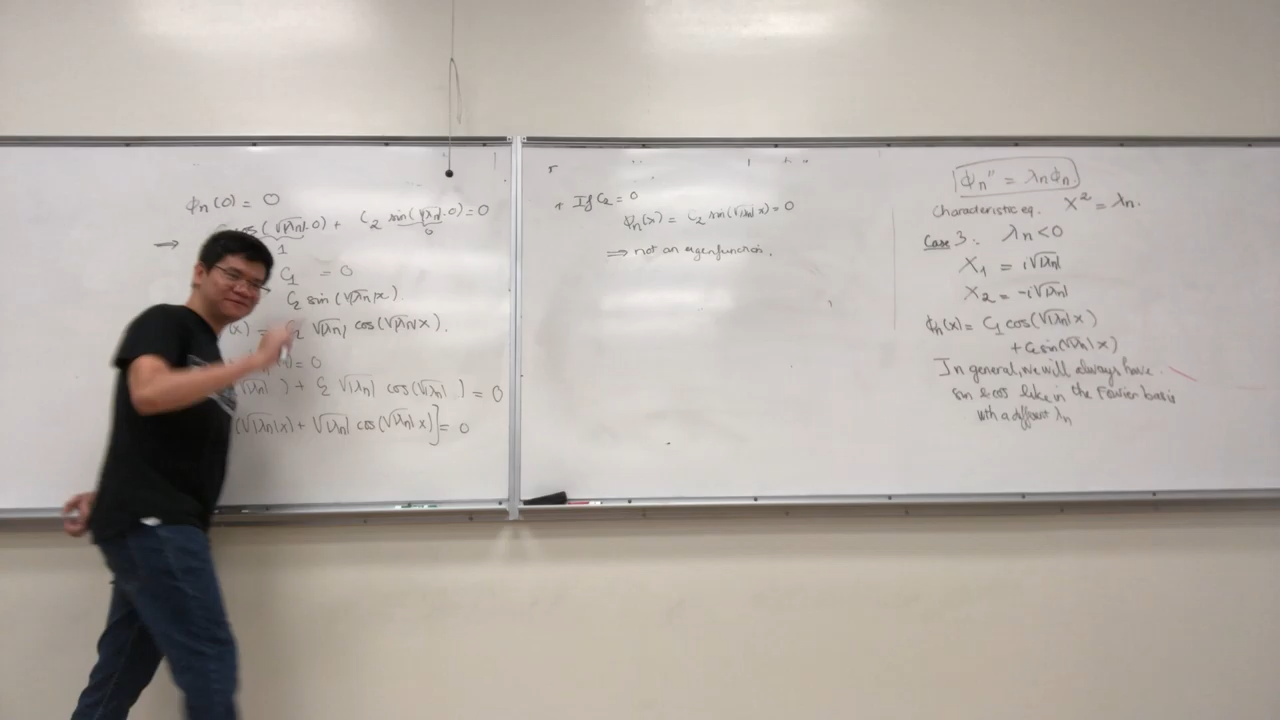 ϕn(0) = 0
⇒ cos(√|λn|·0) + C2 sin(√|λn|·0) = 0
1 0
C1 = 0
C2 sin(√|λn|x).
(x) = C2 √|λn| cos(√|λn|x).
= 0
√|λn| ) + C2 √|λn| cos(√|λn| ) = 0
(√|λn|x) + √|λn| cos(√|λn|x)] = 0
+ If C2 = 0
ϕn(x) = C2 sin(√|λn|x) = 0
⇒ not an eigenfunction.
ϕn'' = λnϕn
Characteristic eq. X² = λn.
Case 3: λn < 0
X1 = i√|λn|
X2 = -i√|λn|
ϕn(x) = C1 cos(√|λn|x)
+ C2 sin(√|λn|x)
In general, we will always have
sin & cos like in the Fourier basis
with a different λn